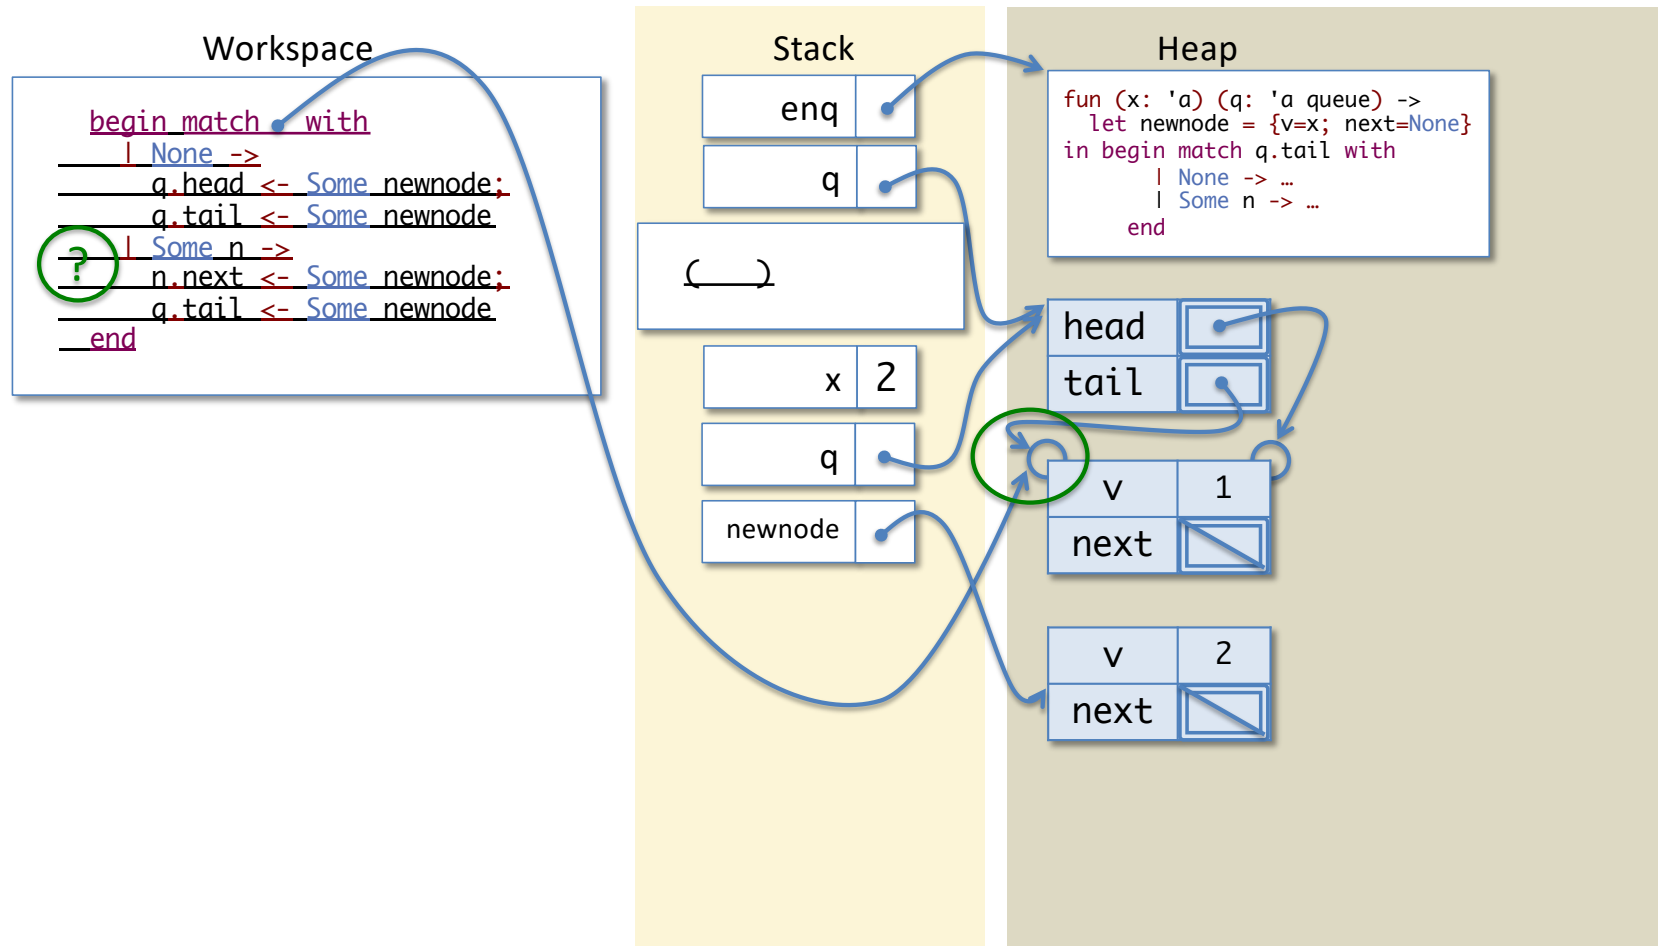 Workspace
begin match with
| None ->
q.head <- Some newnode;
q.tail <- Some newnode
| Some n ->
?
n.next <- Some newnode;
q.tail <- Some newnode
end
Stack
enq
q
( )
x 2
q
newnode
Heap
fun (x: 'a) (q: 'a queue) ->
let newnode = {v=x; next=None}
in begin match q.tail with
| None -> …
| Some n -> …
end
head
tail
v 1
next
v 2
next